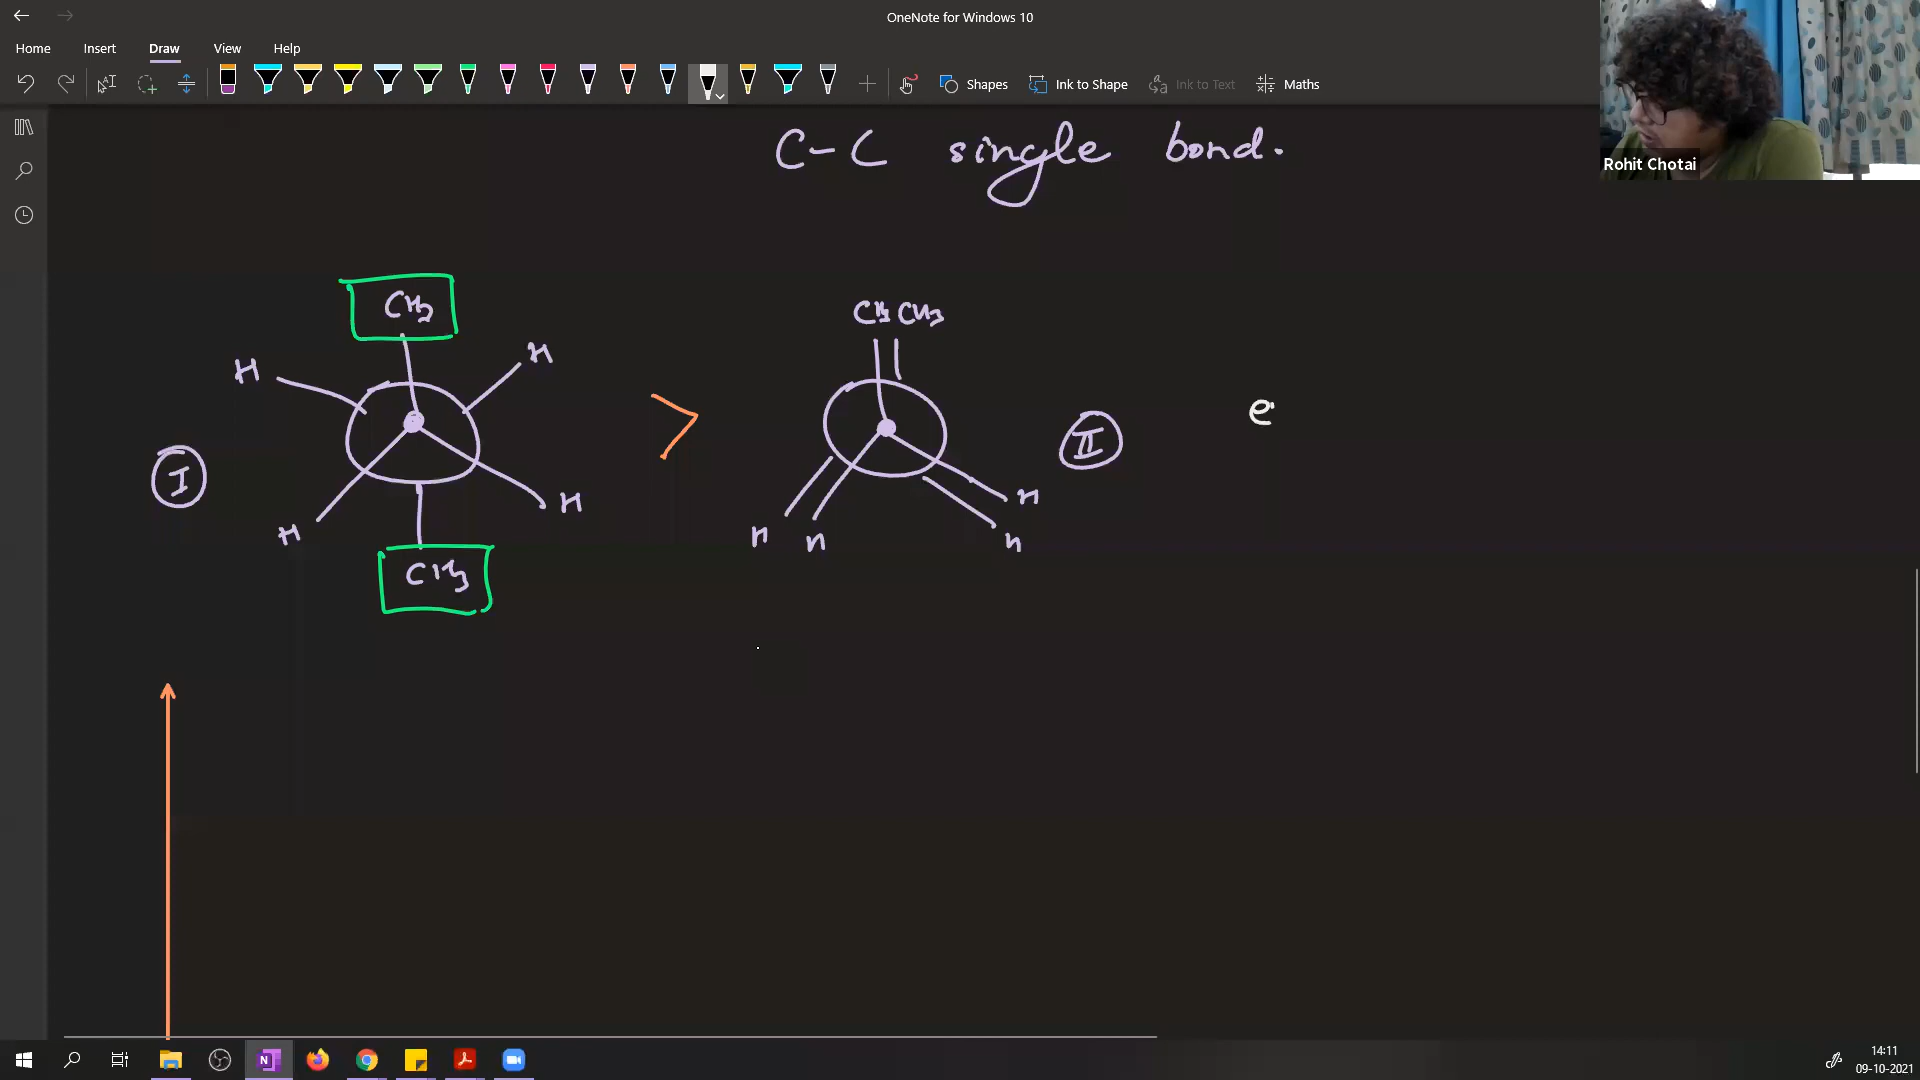 OneNote for Windows 10
Home Insert Draw View Help
Shapes Ink to Shape Ink to Text Maths
Rohit Chotai
C-C single bond.
CH3
H H
I
H H
CH3
>
CH3 CH3
II
H H H H
e
14:11
09-10-2021